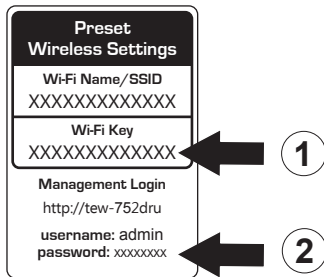 Preset
Wireless Settings
Wi-Fi Name/SSID
XXXXXXXXXXXXX
Wi-Fi Key
XXXXXXXXXXXXX
1
Management Login
http://tew-752dru
username: admin
password: xxxxxxxx
2